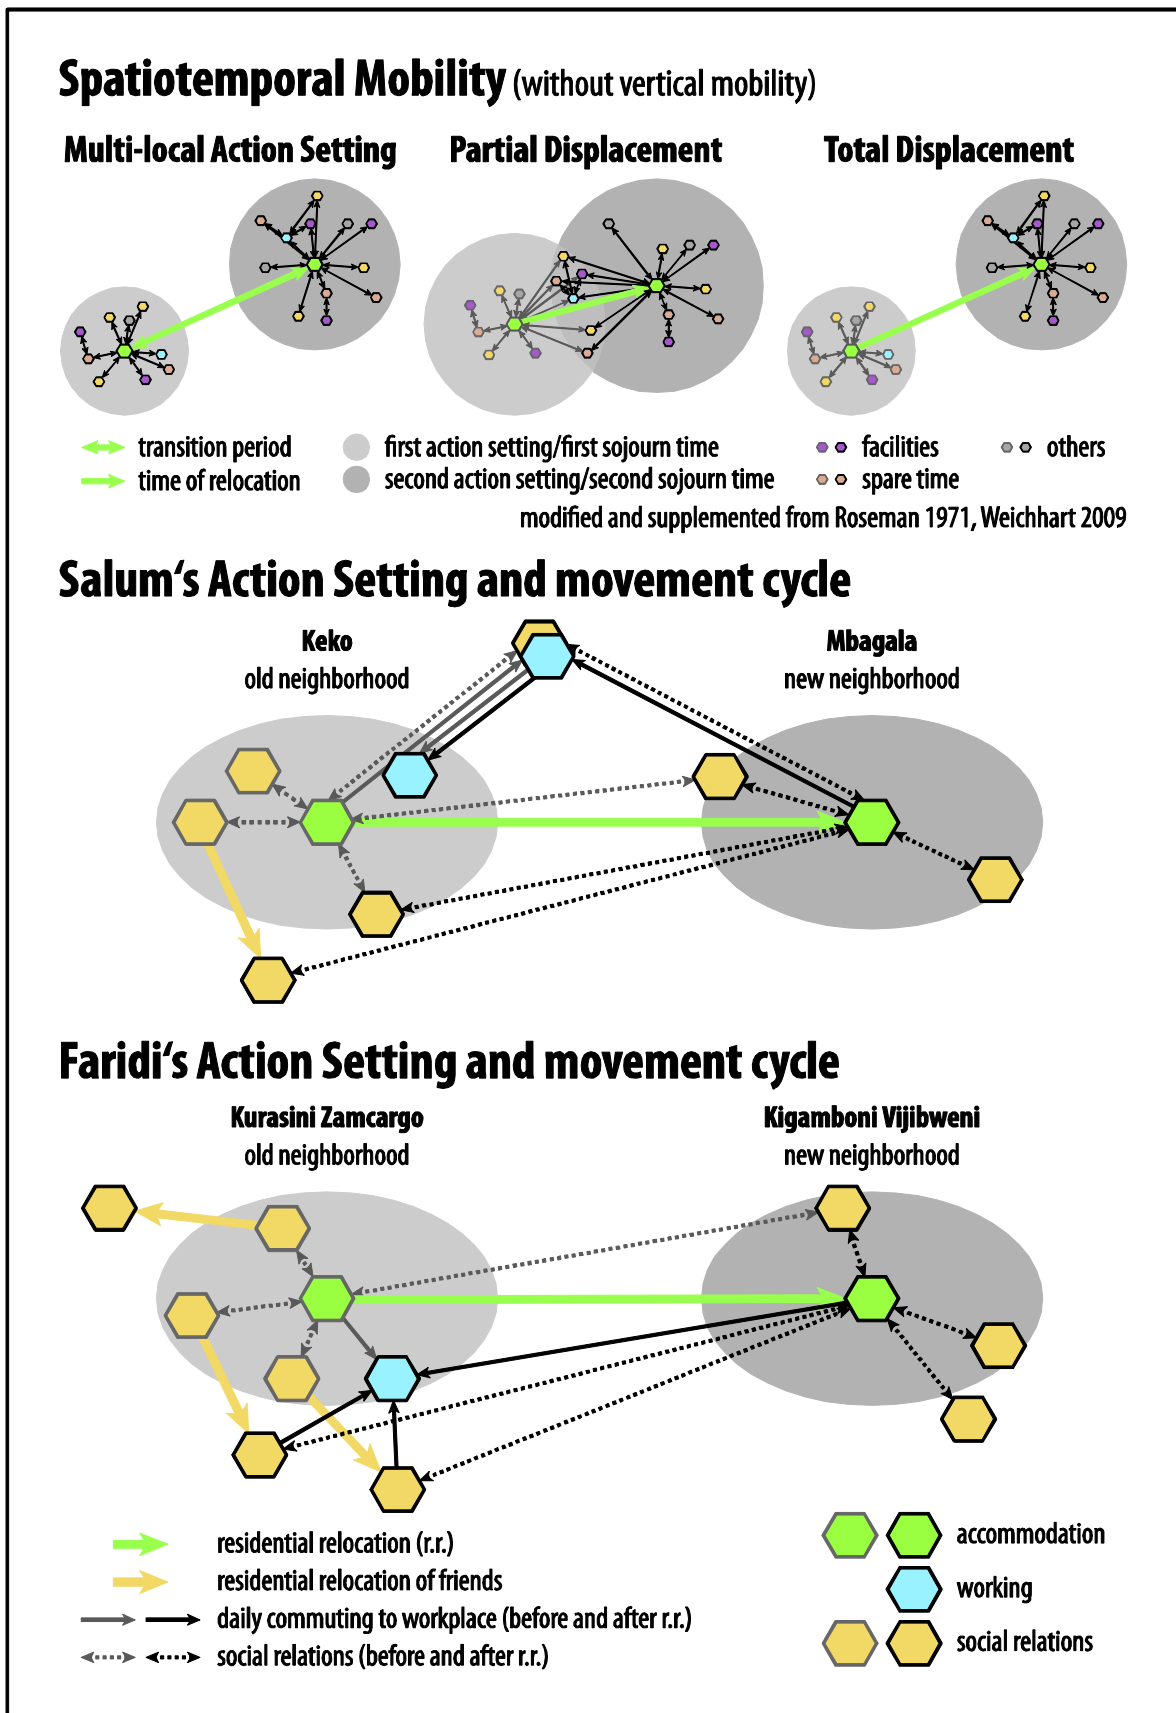 Spatiotemporal Mobility (without vertical mobility)
Multi-local Action Setting
Partial Displacement
Total Displacement
transition period
time of relocation
first action setting/first sojourn time
second action setting/second sojourn time
facilities
spare time
others
modified and supplemented from Roseman 1971, Weichhart 2009
Salum‘s Action Setting and movement cycle
Keko
old neighborhood
Mbagala
new neighborhood
Faridi‘s Action Setting and movement cycle
Kurasini Zamcargo
old neighborhood
Kigamboni Vijibweni
new neighborhood
residential relocation (r.r.)
residential relocation of friends
daily commuting to workplace (before and after r.r.)
social relations (before and after r.r.)
accommodation
working
social relations